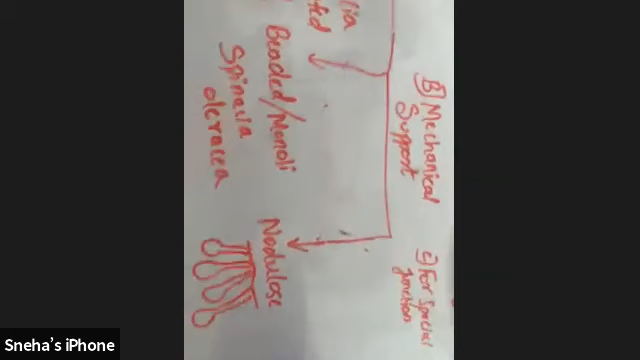 B) Mechanical
Support
C) For Special
function
Beaded/Monoli
Spinacia
oleracea
Nodulose
Sneha's iPhone